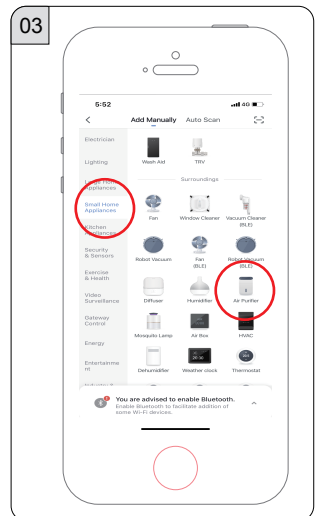 03
5:52
4G
Add Manually Auto Scan
Electrician
Lighting
Large Home
Appliances
Small Home
Appliances
Kitchen
Appliances
Security
& Sensors
Exercise
& Health
Video
Surveillance
Gateway
Control
Energy
Entertainme
nt
Wash Aid TRV
Surroundings
Fan Window Cleaner Vacuum Cleaner
(BLE)
Robot Vacuum Fan
(BLE) Robot Vacuum
(BLE)
Diffuser Humidifier Air Purifier
Mosquito Lamp Air Box HVAC
Dehumidifier Weather clock Thermostat
You are advised to enable Bluetooth.
Enable Bluetooth to facilitate addition of
some Wi-Fi devices.